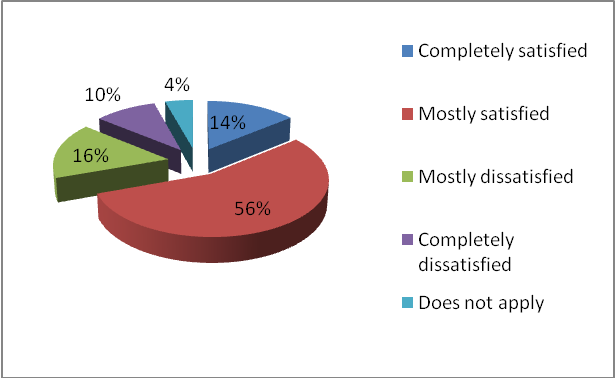 4%
10%
14%
16%
56%
Completely satisfied
Mostly satisfied
Mostly dissatisfied
Completely
dissatisfied
Does not apply